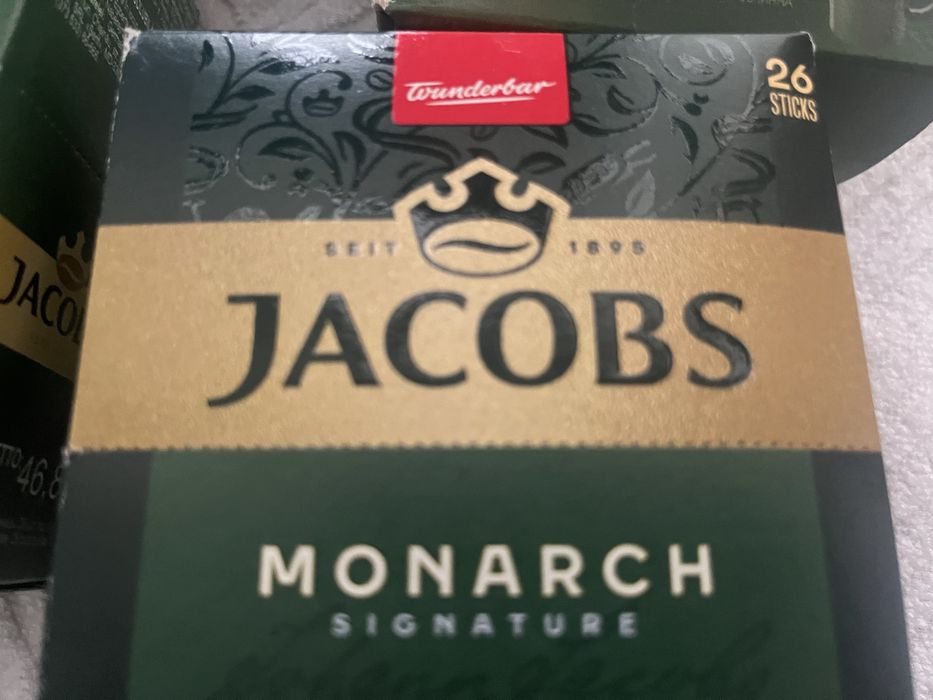 Wunderbar
26
STICKS
SEIT 1895
JACOBS
MONARCH
SIGNATURE
JACO
46.8